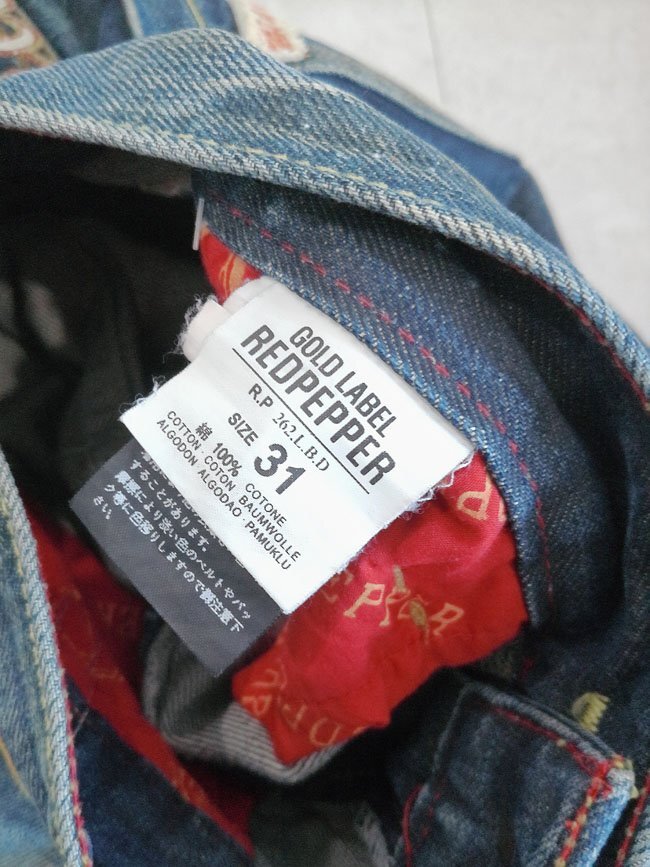 GOLD LABEL
REDPEPPER
R.P 262.L.B.D
SIZE 31
綿 100% COTONE
COTTON COTON BAUMWOLLE
ALGODON ALGODAO PAMUKLU
することがあります。
摩擦により淡い色のベルトやバッ
グ等に色移りしますので御注意下
さい。
EPPER